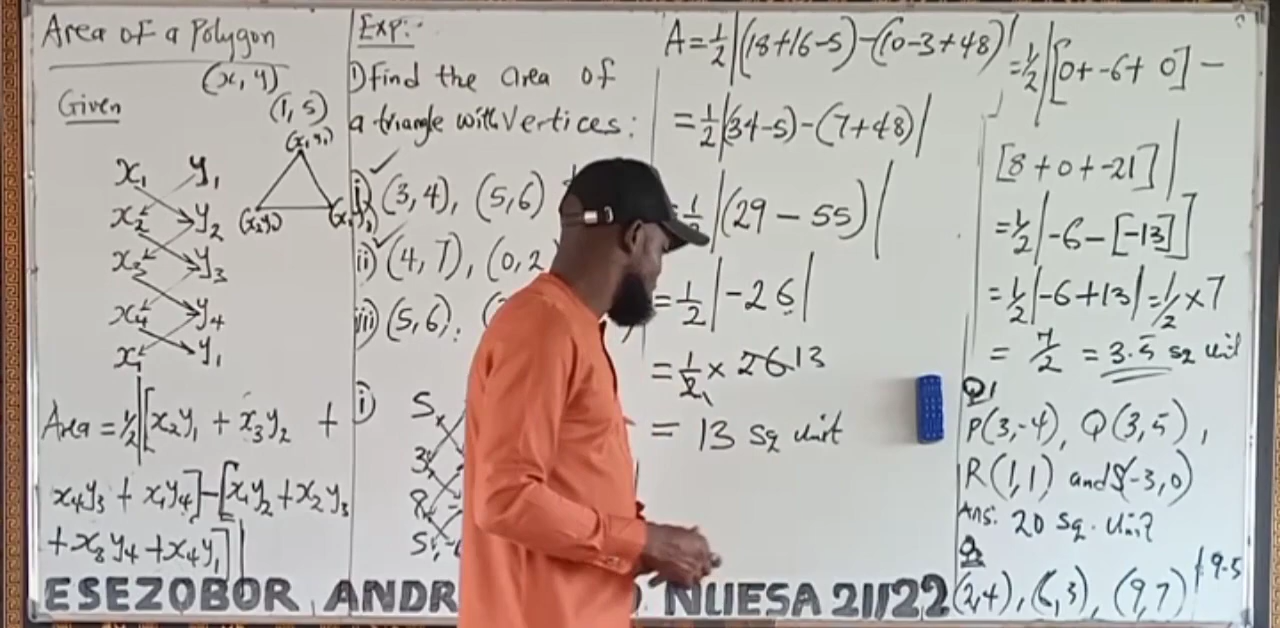 Area of a Polygon
(x, y)
Given
(1, 5)
x₁ y₁
x₂ y₂
x₃ y₃
x₄ y₄
x₁ y₁
Area = ½|[x₂y₁ + x₃y₂ +
x₄y₃ + x₁y₄] - [x₁y₂ + x₂y₃
+ x₃y₄ + x₄y₁]|
Exp:-
① Find the area of
a triangle with vertices:
i) (3, 4), (5, 6)
ii) (4, 7), (0, 2
iii) (5, 6),
i)
A = ½|(18+16-5)-(10-3+48)|
= ½|(34-5)-(7+48)|
½|(29-55)|
= ½|-26|
= ½ × 26 13
= 13 sq unit
= ½|[0+-6+ 0] -
[8+0+-21]|
= ½|-6-[-13]|
= ½|-6+13| = ½ × 7
= 7/2 = 3.5 sq unit
Q1
P(3,-4), Q(3,5),
R(1,1) and S(-3,0)
Ans: 20 sq. Unit
Q2
(2,4), (6,3), (9,7) 9.5
ESEZOBOR ANDR NUESA 21/22